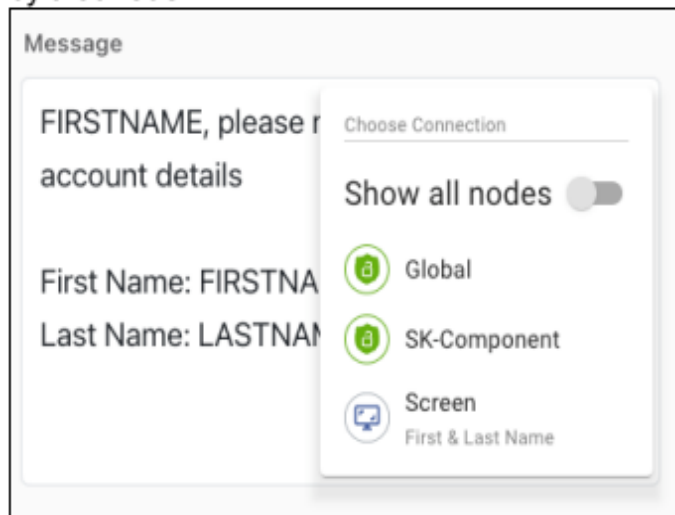 Message
FIRSTNAME, please
account details
First Name: FIRSTNA
Last Name: LASTNA
Choose Connection
Show all nodes
Global
SK-Component
Screen
First & Last Name